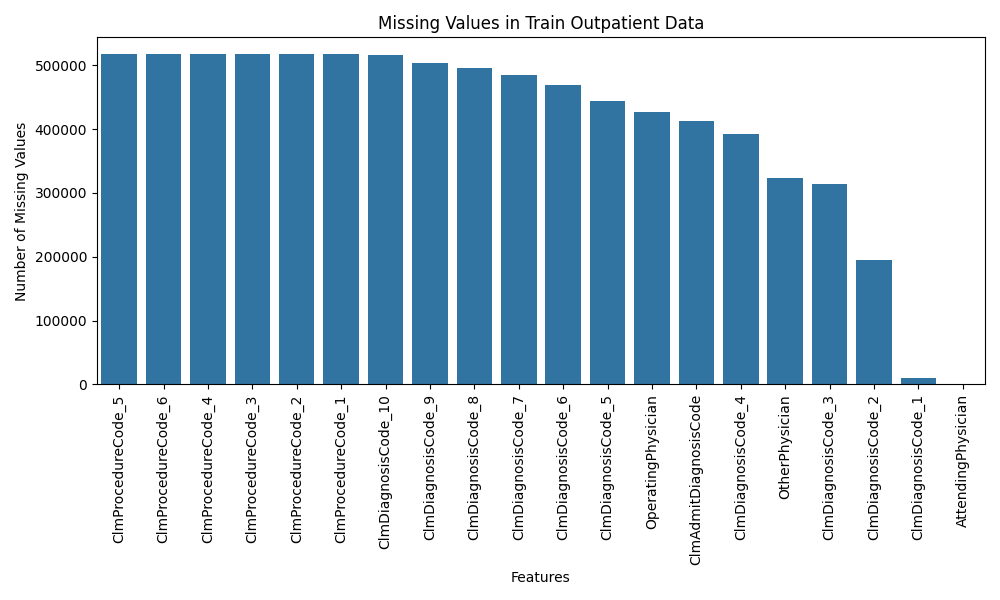 Missing Values in Train Outpatient Data
Number of Missing Values
500000
400000
300000
200000
100000
0
ClmProcedureCode_5
ClmProcedureCode_6
ClmProcedureCode_4
ClmProcedureCode_3
ClmProcedureCode_2
ClmProcedureCode_1
ClmDiagnosisCode_10
ClmDiagnosisCode_9
ClmDiagnosisCode_8
ClmDiagnosisCode_7
ClmDiagnosisCode_6
ClmDiagnosisCode_5
OperatingPhysician
ClmAdmitDiagnosisCode
ClmDiagnosisCode_4
OtherPhysician
ClmDiagnosisCode_3
ClmDiagnosisCode_2
ClmDiagnosisCode_1
AttendingPhysician
Features